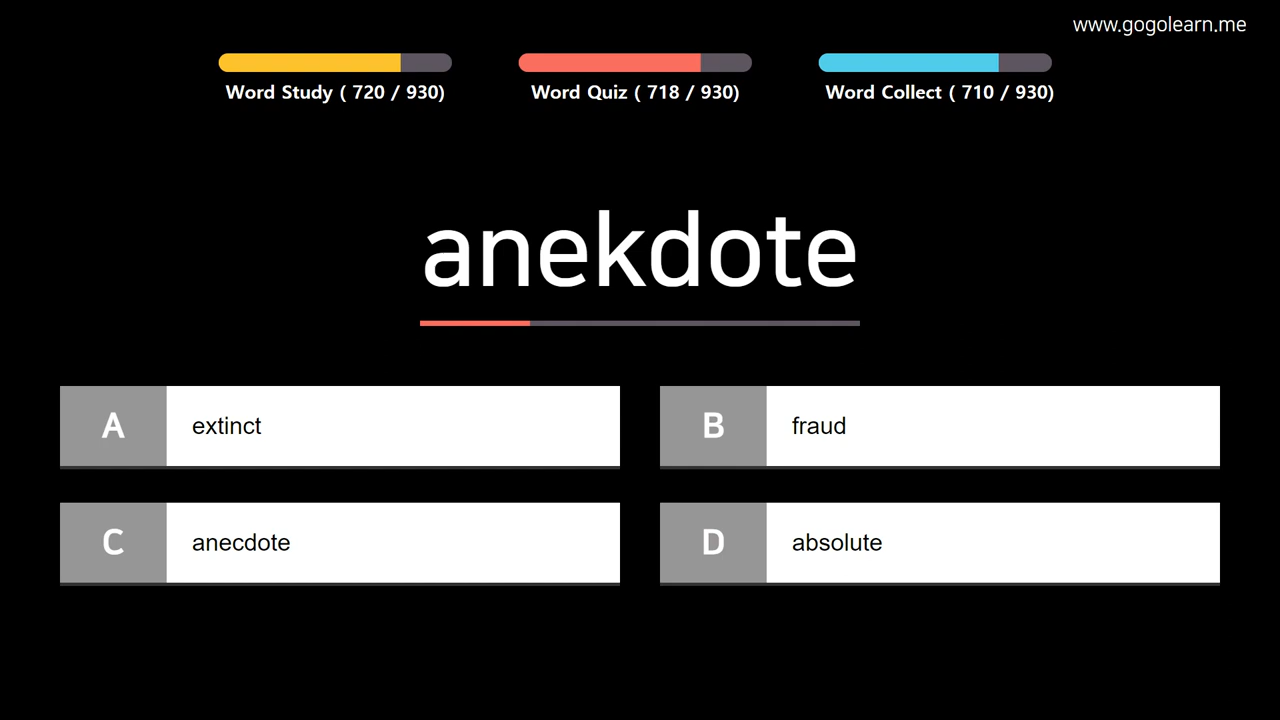 www.gogolearn.me
Word Study ( 720 / 930)
Word Quiz ( 718 / 930)
Word Collect ( 710 / 930)
anekdote
A extinct
B fraud
C anecdote
D absolute